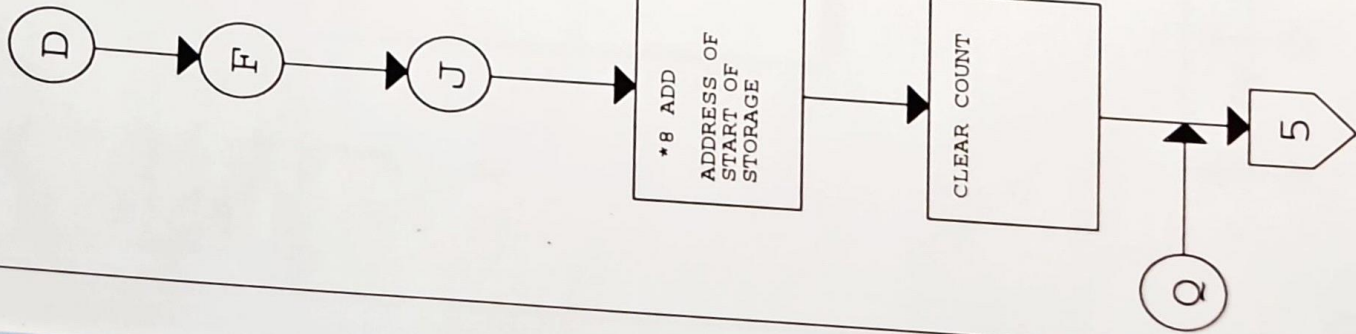 D
F
J
*8 ADD
ADDRESS OF
START OF
STORAGE
CLEAR COUNT
Q
5